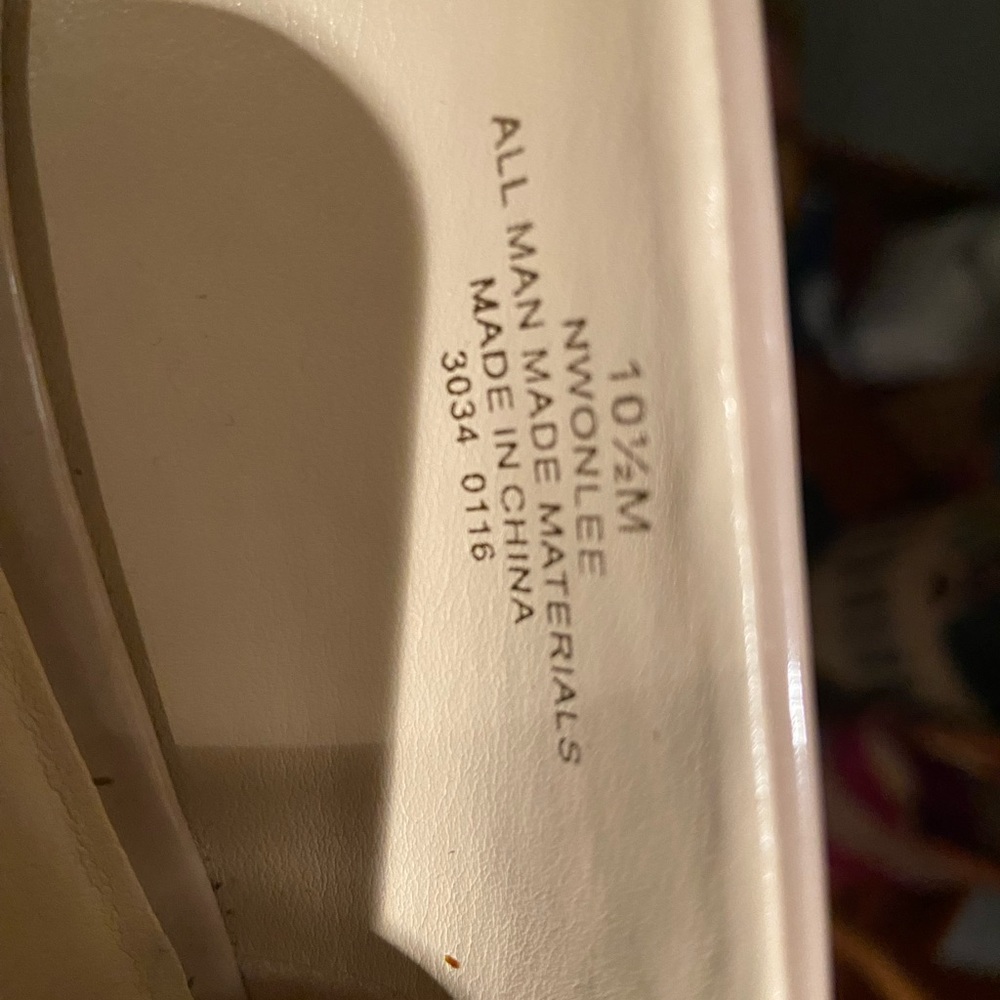 10½M
NWONLEE
ALL MAN MADE MATERIALS
MADE IN CHINA
3034 0116